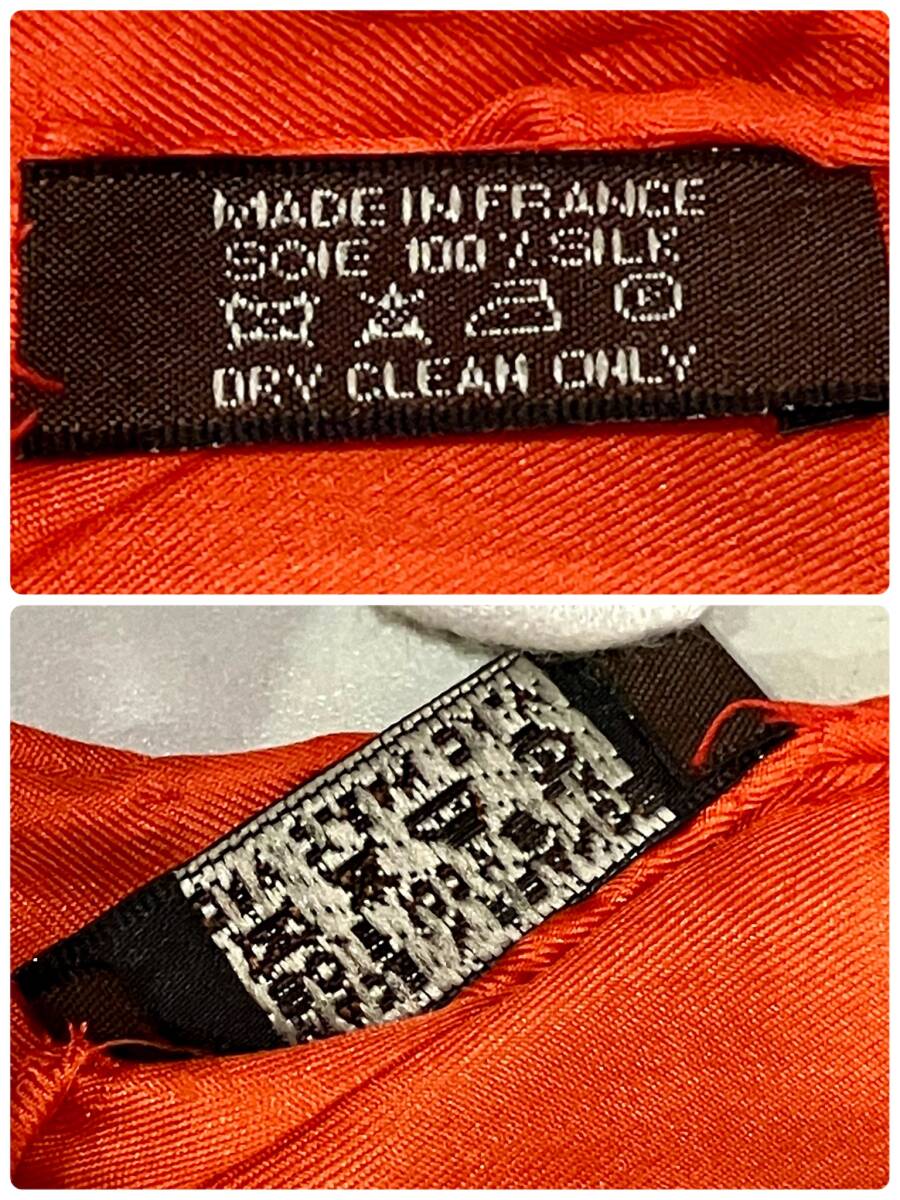 MADE IN FRANCE
SOIE 100% SILK
P
DRY CLEAN ONLY